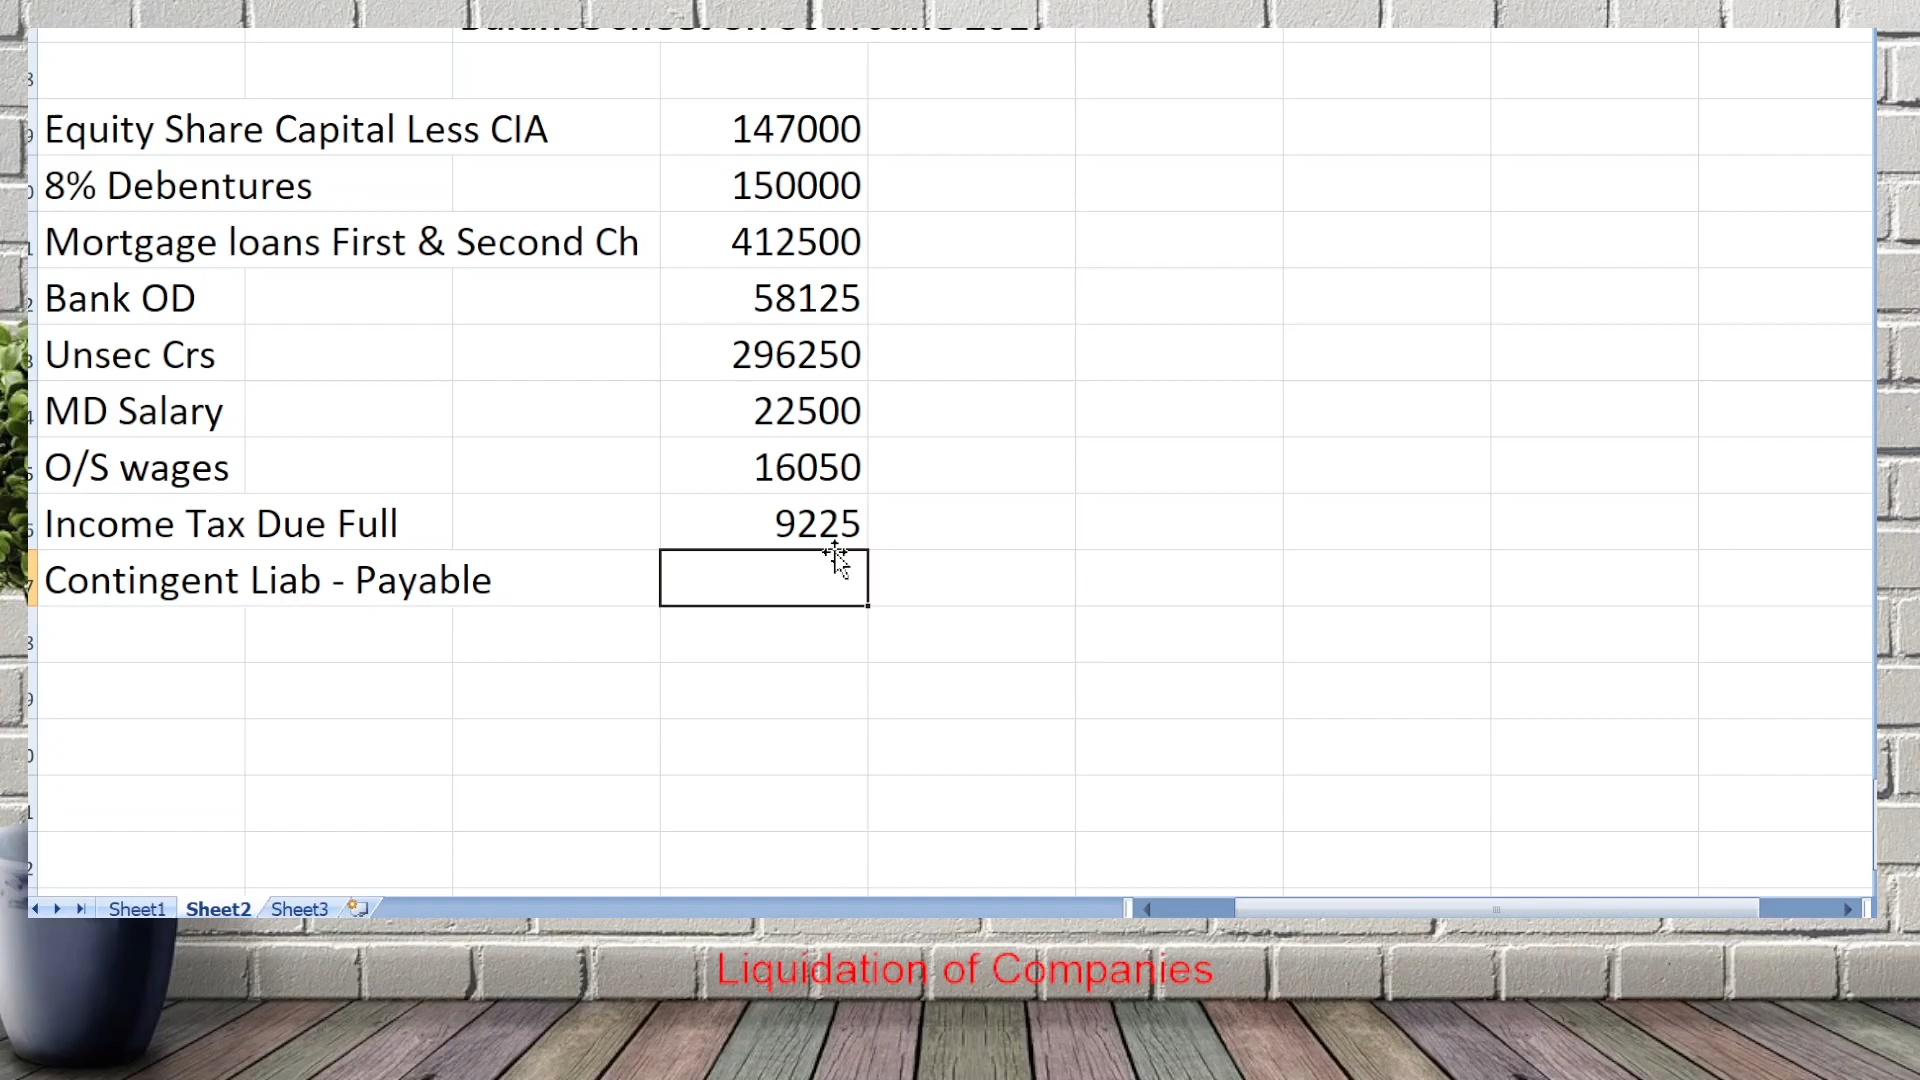 Equity Share Capital Less CIA 147000
8% Debentures 150000
Mortgage loans First & Second Ch 412500
Bank OD 58125
Unsec Crs 296250
MD Salary 22500
O/S wages 16050
Income Tax Due Full 9225
Contingent Liab - Payable
Sheet1 Sheet2 Sheet3
Liquidation of Companies